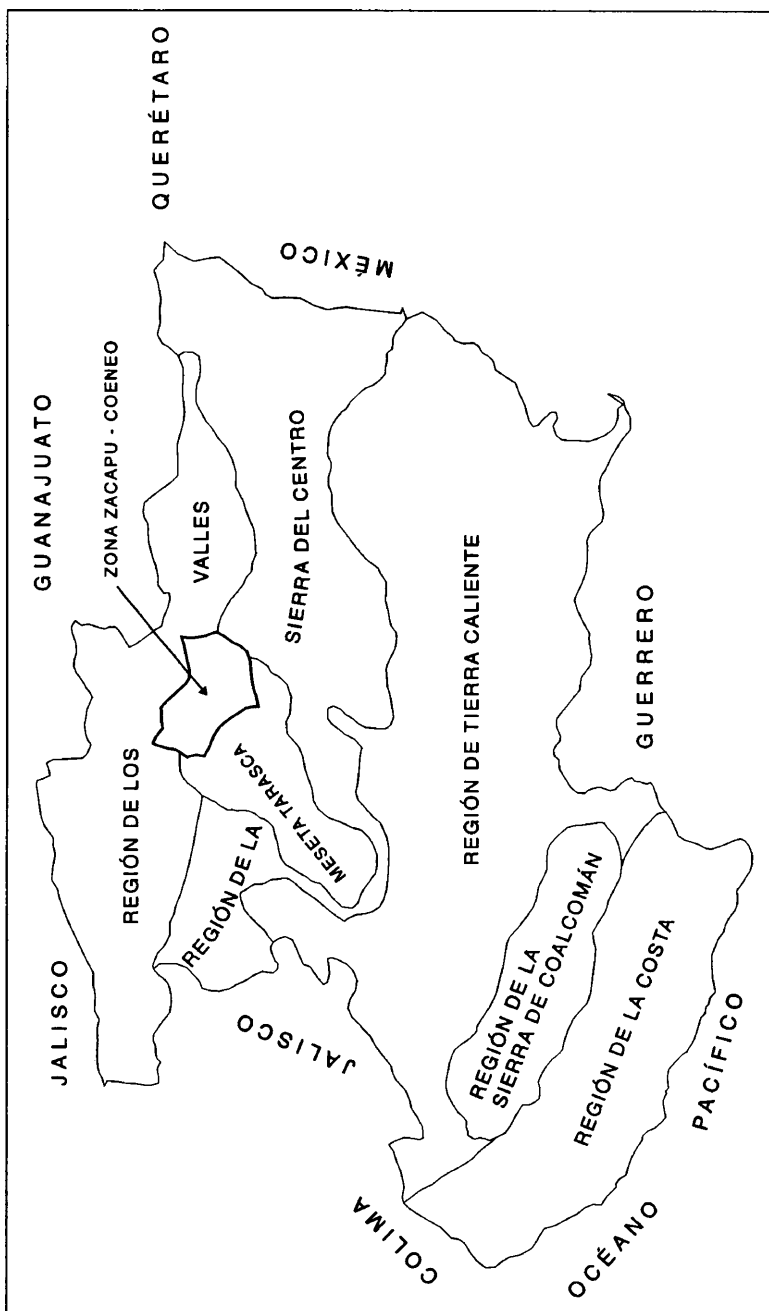 JALISCO
GUANAJUATO
QUERÉTARO
ZONA ZACAPU - COENEO
REGIÓN DE LOS
VALLES
MÉXICO
REGIÓN DE LA
SIERRA DEL CENTRO
MESETA TARASCA
JALISCO
REGIÓN DE TIERRA CALIENTE
COLIMA
REGIÓN DE LA
SIERRA DE COALCOMÁN
REGIÓN DE LA COSTA
GUERRERO
OCÉANO
PACÍFICO